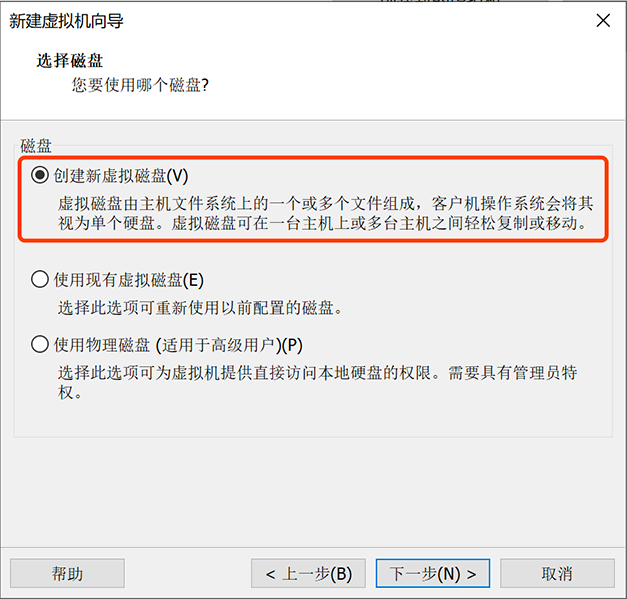 新建虚拟机向导
选择磁盘
您要使用哪个磁盘?
磁盘
创建新虚拟磁盘(V)
虚拟磁盘由主机文件系统上的一个或多个文件组成，客户机操作系统会将其
视为单个硬盘。虚拟磁盘可在一台主机上或多台主机之间轻松复制或移动。
使用现有虚拟磁盘(E)
选择此选项可重新使用以前配置的磁盘。
使用物理磁盘 (适用于高级用户)(P)
选择此选项可为虚拟机提供直接访问本地硬盘的权限。需要具有管理员特
权。
帮助
< 上一步(B)
下一步(N) >
取消